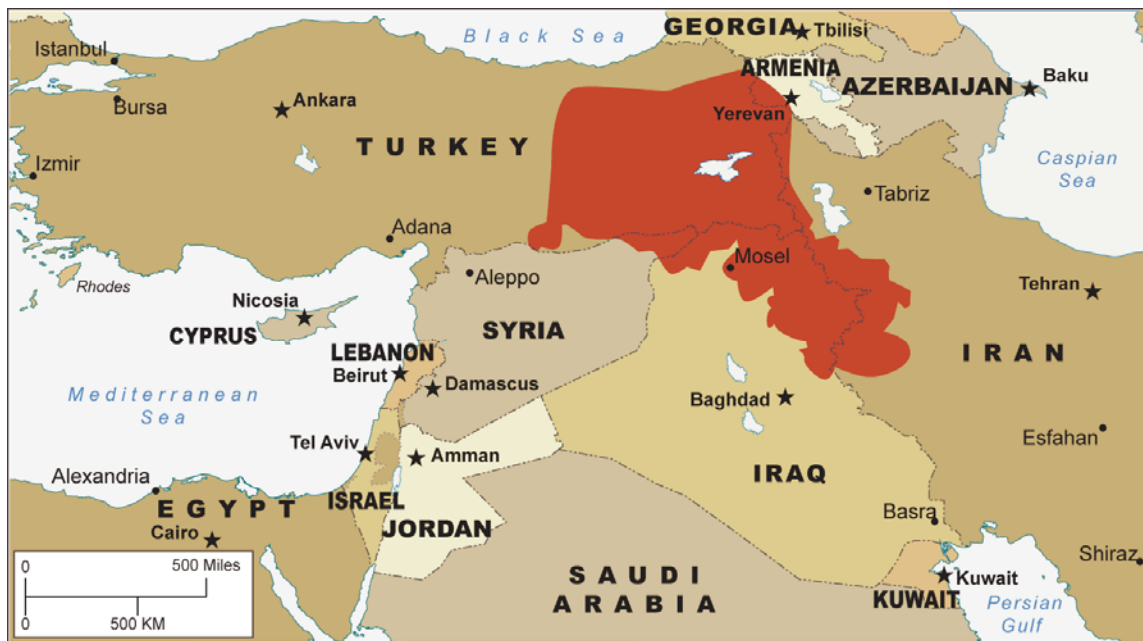 Black Sea
GEORGIA
Tbilisi
Istanbul
ARMENIA
AZERBAIJAN
Baku
Bursa
Ankara
Yerevan
TURKEY
Caspian
Sea
Izmir
Tabriz
Adana
Mosel
Aleppo
Rhodes
Nicosia
Tehran
CYPRUS
SYRIA
LEBANON
Beirut
IRAN
Damascus
Mediterranean
Sea
Baghdad
Tel Aviv
Amman
Esfahan
Alexandria
IRAQ
EGYPT
ISRAEL
JORDAN
Basra
Cairo
0
500 Miles
0
500 KM
SAUDI
ARABIA
Shiraz
Kuwait
KUWAIT
Persian
Gulf